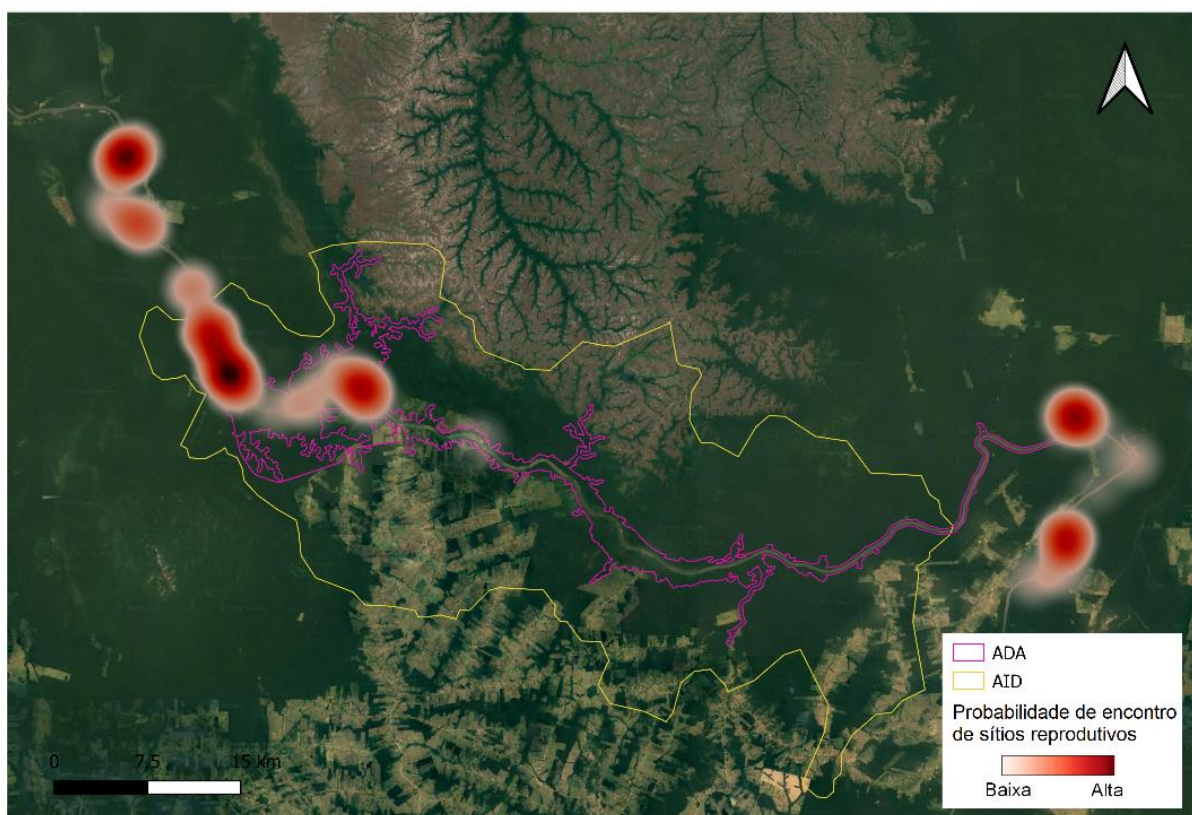 ADA
AID
Probabilidade de encontro
de sítios reprodutivos
Baixa Alta
0 7.5 15 km